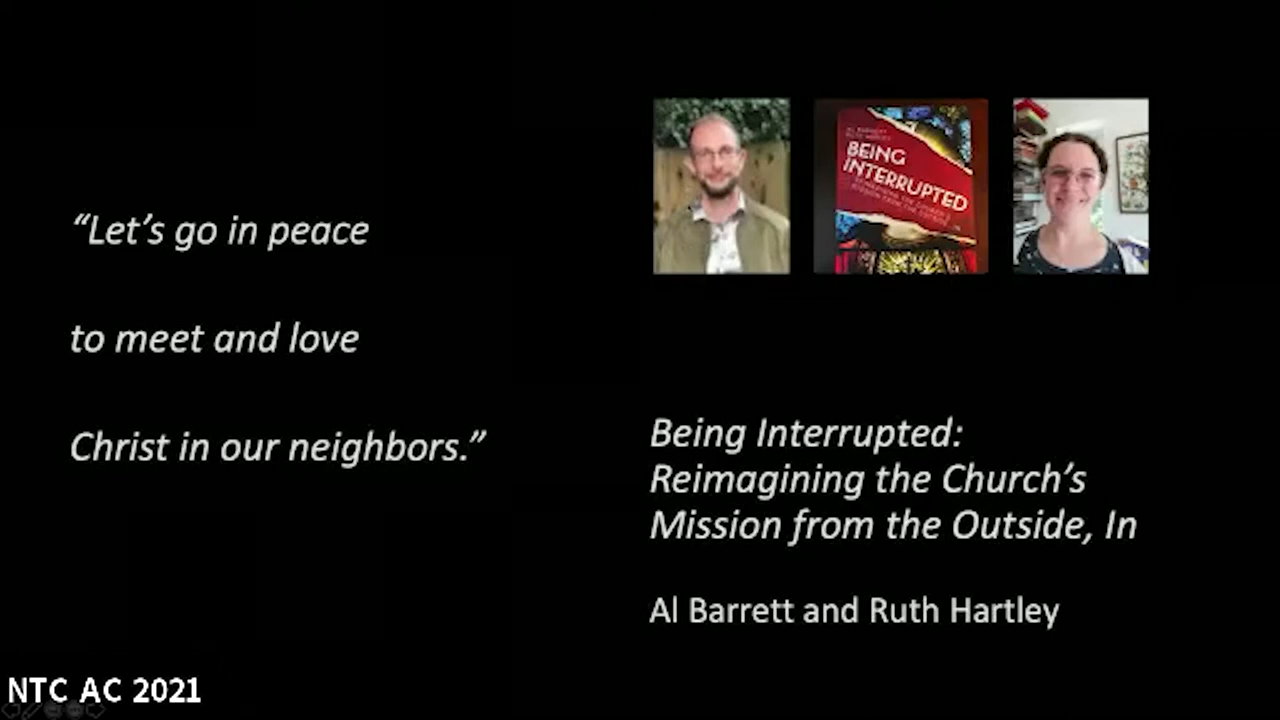 “Let’s go in peace
to meet and love
Christ in our neighbors.”
BEING
INTERRUPTED
Being Interrupted:
Reimagining the Church’s
Mission from the Outside, In
Al Barrett and Ruth Hartley
NTC AC 2021